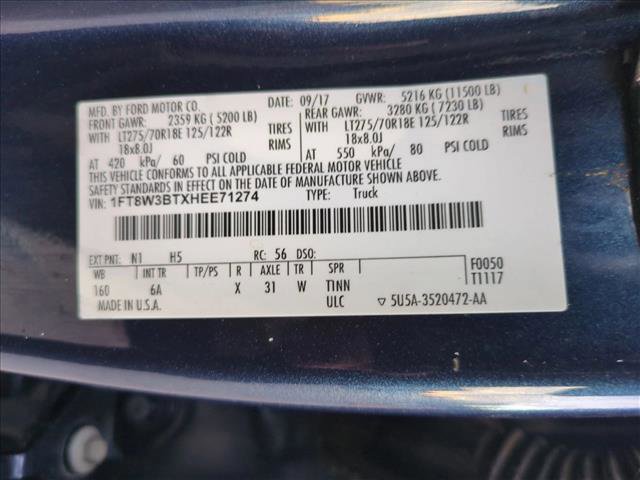 MFD. BY FORD MOTOR CO. 09/17 GVWR: 5216 KG (11500 LB)
FRONT GAWR: 2359 KG (5200 LB) REAR GAWR: 3280 KG (7230 LB)
WITH LT275/70R18E 125/122R TIRES WITH LT275/70R18E 125/122R TIRES
18x8.0J RIMS 18x8.0J RIMS
AT 420 kPa/ 60 PSI COLD AT 550 kPa/ 80 PSI COLD
THIS VEHICLE CONFORMS TO ALL APPLICABLE FEDERAL MOTOR VEHICLE
SAFETY STANDARDS IN EFFECT ON THE DATE OF MANUFACTURE SHOWN ABOVE
VIN: 1FT8W3BTXHEE71274 TYPE: Truck
EXT PNT: N1 H5 RC: 56 DSO: F0050
WB INT TR TP/PS R AXLE TR SPR T1117
160 6A X 31 W TINN
MADE IN U.S.A. ULC ▽5U5A-3520472-AA